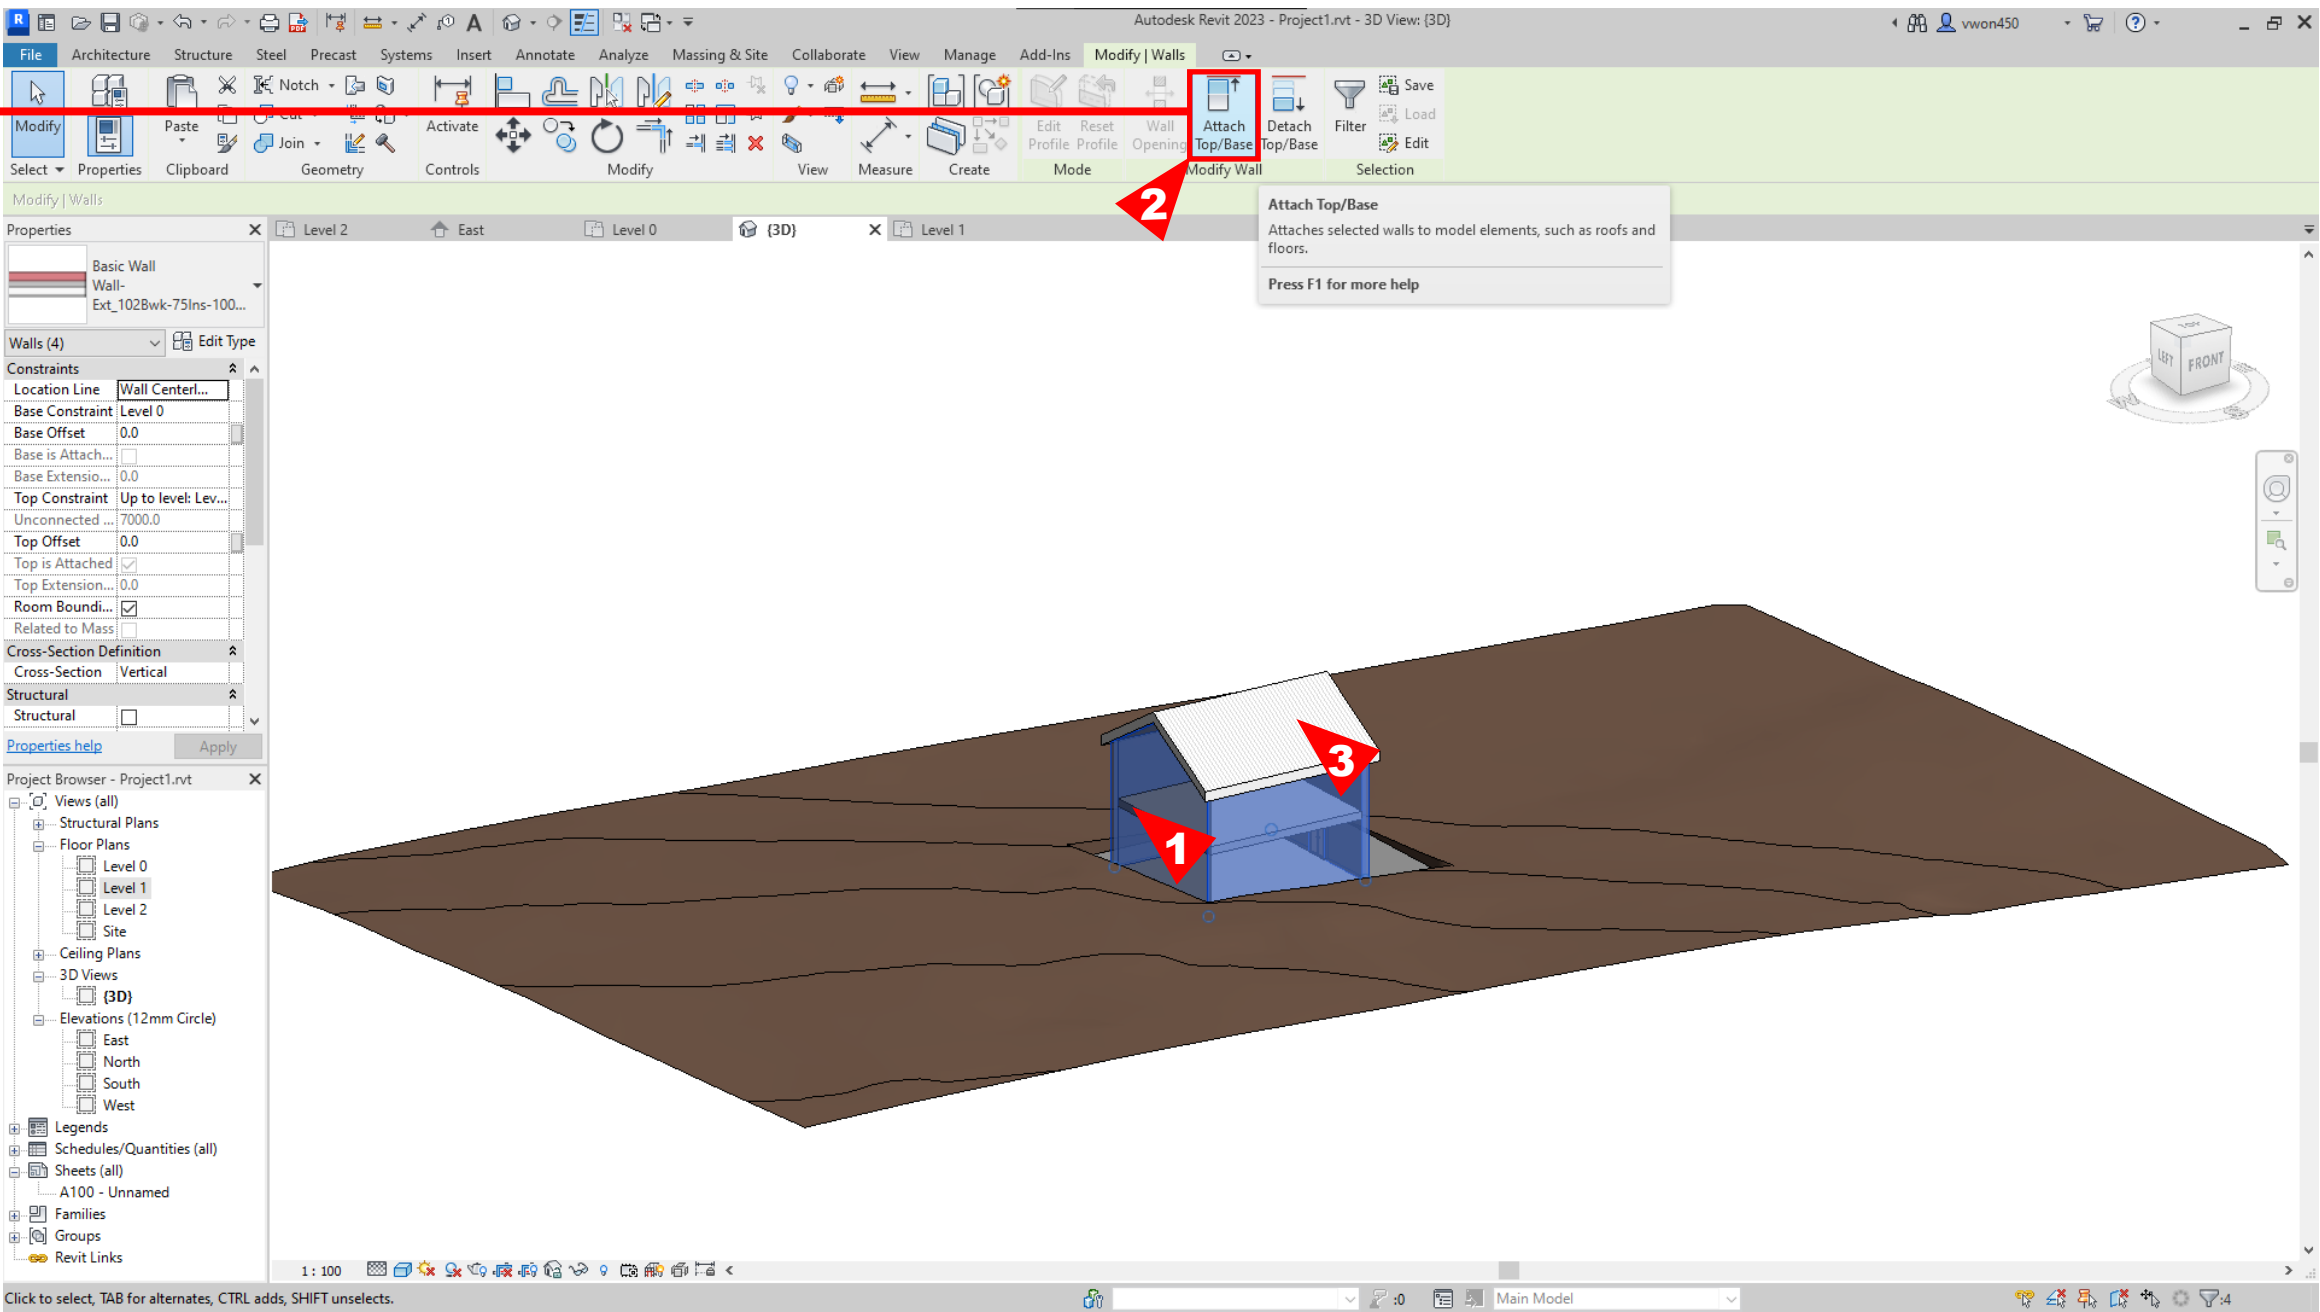 Autodesk Revit 2023 - Project1.rvt - 3D View: {3D}
vwon450
File Architecture Structure Steel Precast Systems Insert Annotate Analyze Massing & Site Collaborate View Manage Add-Ins Modify | Walls
Modify
Paste
Notch
Cut
Join
Activate
Edit Profile
Reset Profile
Wall Opening
Attach Top/Base
Detach Top/Base
Filter
Save
Load
Edit
Select Properties Clipboard Geometry Controls Modify View Measure Create Mode Modify Wall Selection
Modify | Walls
2
Attach Top/Base
Attaches selected walls to model elements, such as roofs and
floors.
Press F1 for more help
Properties
Level 2 East Level 0 {3D} Level 1
Basic Wall
Wall-
Ext_102Bwk-75Ins-100...
Walls (4) Edit Type
Constraints
Location Line Wall Centerl...
Base Constraint Level 0
Base Offset 0.0
Base is Attach...
Base Extensio... 0.0
Top Constraint Up to level: Lev...
Unconnected ... 7000.0
Top Offset 0.0
Top is Attached
Top Extension... 0.0
Room Boundi...
Related to Mass
Cross-Section Definition
Cross-Section Vertical
Structural
Structural
Properties help Apply
Project Browser - Project1.rvt
Views (all)
Structural Plans
Floor Plans
Level 0
Level 1
Level 2
Site
Ceiling Plans
3D Views
{3D}
Elevations (12mm Circle)
East
North
South
West
Legends
Schedules/Quantities (all)
Sheets (all)
A100 - Unnamed
Families
Groups
Revit Links
TOP
LEFT
FRONT
W
S
3
1
1 : 100
Click to select, TAB for alternates, CTRL adds, SHIFT unselects.
:0
Main Model
:4